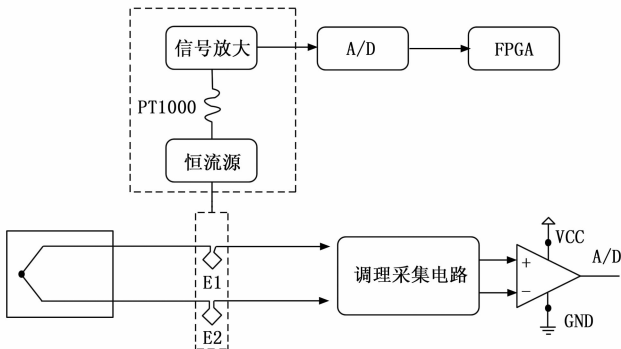 信号放大
A/D
FPGA
PT1000
恒流源
E1
E2
调理采集电路
+
−
VCC
A/D
GND